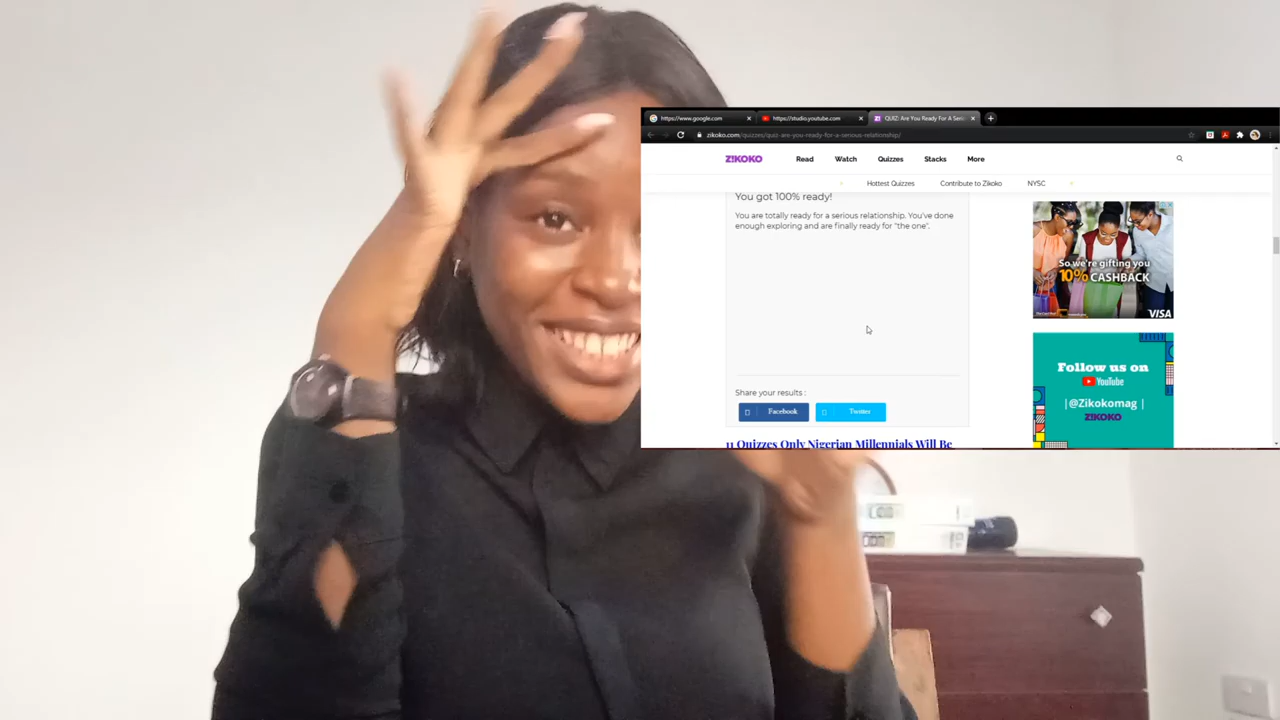 https://www.google.com
https://studio.youtube.com
QUIZ: Are You Ready For A Serio
zikoko.com/quizzes/quiz-are-you-ready-for-a-serious-relationship/
Z!KOKO
Read
Watch
Quizzes
Stacks
More
Hottest Quizzes
Contribute to Zikoko
NYSC
You got 100% ready!
You are totally ready for a serious relationship. You've done
enough exploring and are finally ready for "the one".
Share your results :
Facebook
Twitter
11 Quizzes Only Nigerian Millennials Will Be
So we're gifting you
10% CASHBACK
VISA
Follow us on
YouTube
|@Zikokomag |
Z!KOKO